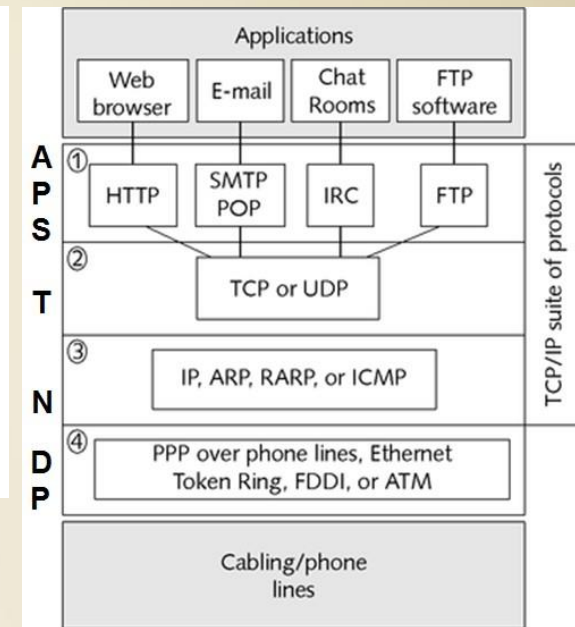 Applications
Web
browser
E-mail
Chat
Rooms
FTP
software
A
P
S
①
HTTP
SMTP
POP
IRC
FTP
T
②
TCP or UDP
N
③
IP, ARP, RARP, or ICMP
D
P
④
PPP over phone lines, Ethernet
Token Ring, FDDI, or ATM
TCP/IP suite of protocols
Cabling/phone
lines